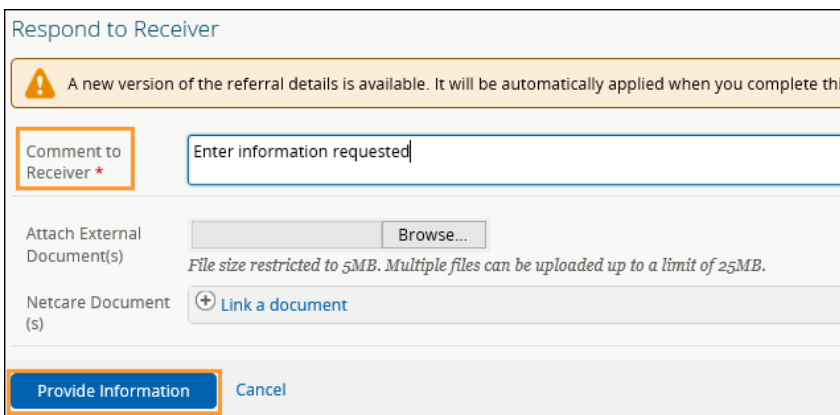 Respond to Receiver
A new version of the referral details is available. It will be automatically applied when you complete
Comment to
Receiver *
Enter information requested
Attach External
Document(s)
Browse...
File size restricted to 5MB. Multiple files can be uploaded up to a limit of 25MB.
Netcare Document
(s)
Link a document
Provide Information
Cancel